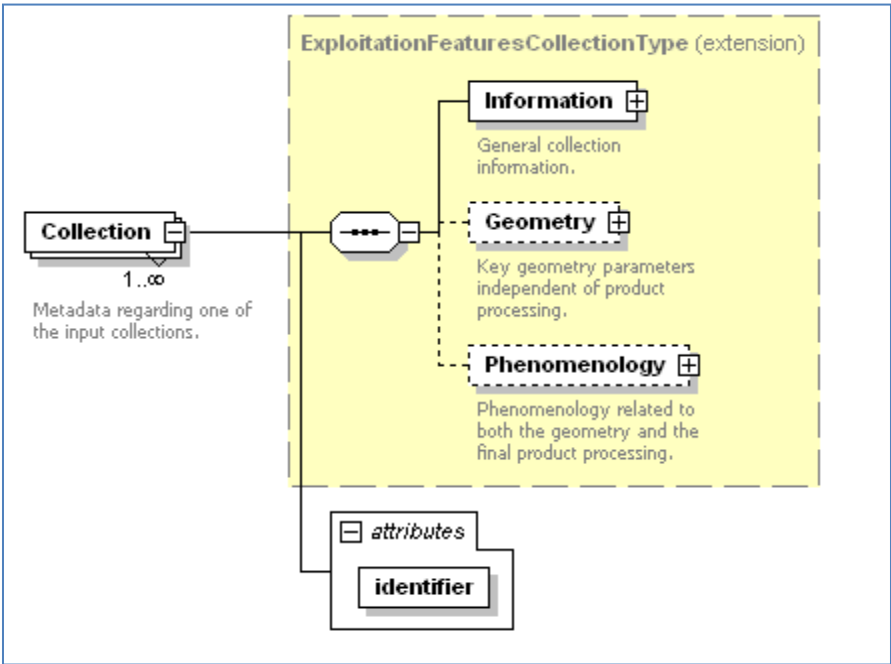 ExploitationFeaturesCollectionType (extension)
Information
General collection
information.
Collection
1..∞
Metadata regarding one of
the input collections.
Geometry
Key geometry parameters
independent of product
processing.
Phenomenology
Phenomenology related to
both the geometry and the
final product processing.
attributes
identifier